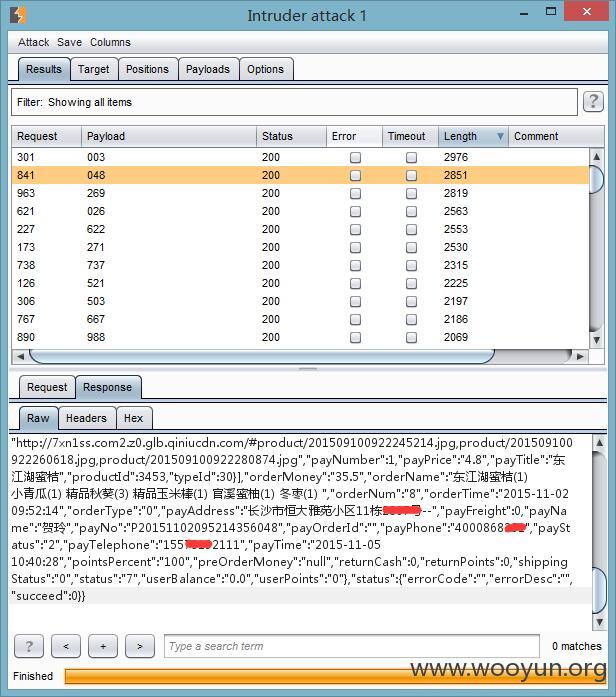 Intruder attack 1
Attack Save Columns
Results Target Positions Payloads Options
Filter: Showing all items ?
Request Payload Status Error Timeout Length Comment
301 003 200 2976
841 048 200 2851
963 269 200 2819
621 026 200 2563
227 622 200 2553
173 271 200 2530
738 737 200 2315
126 521 200 2225
306 503 200 2197
767 667 200 2186
890 988 200 2069
Request Response
Raw Headers Hex
"http://7xn1ss.com2.z0.glb.qiniucdn.com/#product/201509100922245214.jpg,product/201509100
922260618.jpg,product/201509100922280874.jpg","payNumber":1,"payPrice":"4.8","payTitle":"东
江湖蜜桔","productId":3453,"typeId":30}],"orderMoney":"35.5","orderName":"东江湖蜜桔(1)
小青瓜(1) 精品秋葵(3) 精品玉米棒(1) 官溪蜜柚(1) 冬枣(1) ","orderNum":"8","orderTime":"2015-11-02
09:52:14","orderType":"0","payAddress":"长沙市恒大雅苑小区11栋 --","payFreight":0,"payNa
me":"贺玲","payNo":"P20151102095214356048","payOrderId":"","payPhone":"4000868 ","paySt
atus":"2","payTelephone":"155 2111","payTime":"2015-11-05
10:40:28","pointsPercent":"100","preOrderMoney":"null","returnCash":0,"returnPoints":0,"shipping
Status":"0","status":"7","userBalance":"0.0","userPoints":"0"},"status":{"errorCode":"","errorDesc":"",
"succeed":0}}
? < + > Type a search term 0 matches
Finished
www.wooyun.org